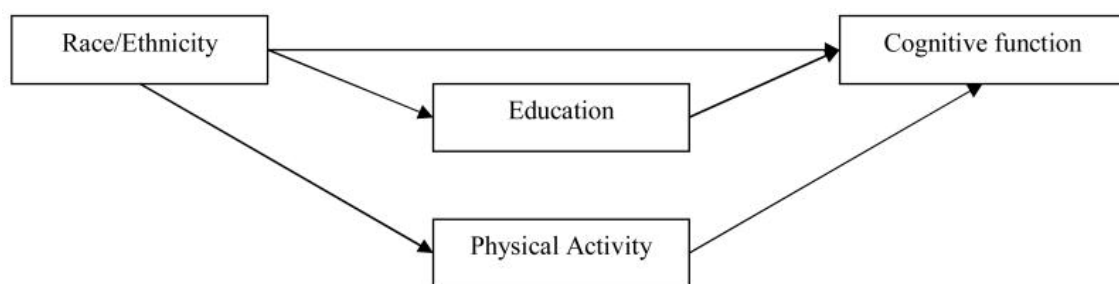 Race/Ethnicity
Cognitive function
Education
Physical Activity